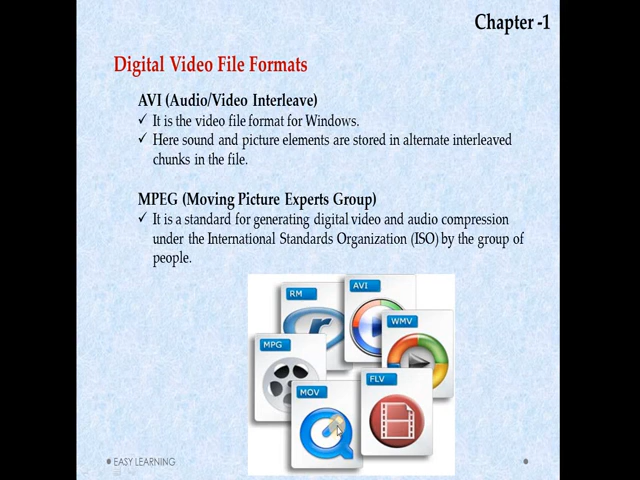 Chapter -1
Digital Video File Formats
AVI (Audio/Video Interleave)
✓ It is the video file format for Windows.
✓ Here sound and picture elements are stored in alternate interleaved
chunks in the file.
MPEG (Moving Picture Experts Group)
✓ It is a standard for generating digital video and audio compression
under the International Standards Organization (ISO) by the group of
people.
RM
AVI
WMV
MPG
MOV
FLV
EASY LEARNING